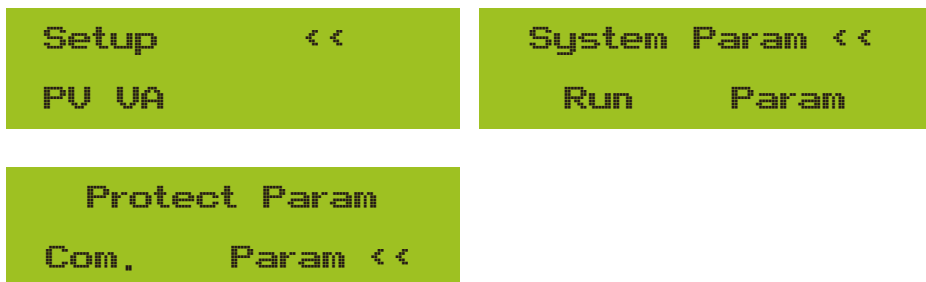 Setup <<
PV VA
System Param <<
Run Param
Protect Param
Com. Param <<